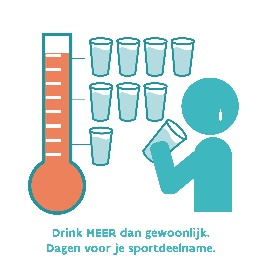 Drink MEER dan gewoonlijk.
Dagen voor je sportdeelname.